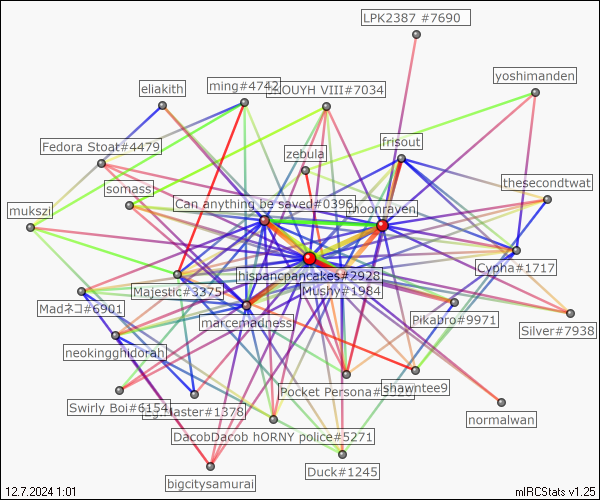 LPK2387 #7690
yoshimanden
eliakith
ming#4742
OUYH VIII#7034
frisout
Fedora Stoat#4479
zebula
thesecondtwat
somass
mukszi
Can anything be saved#0396
moonraven
hispancpancakes#2928
Cypha#1717
Majestic#3375
Mushy#1984
Madネコ#6901
marcemadness
Pikabro#9971
Silver#7938
neokingghidorah
Pocket Persona#
shawntee9
Swirly Boi#6154
aster#1378
normalwan
DacobDacob hORNY police#5271
Duck#1245
bigcitysamurai
12.7.2024 1:01
mIRCStats v1.25